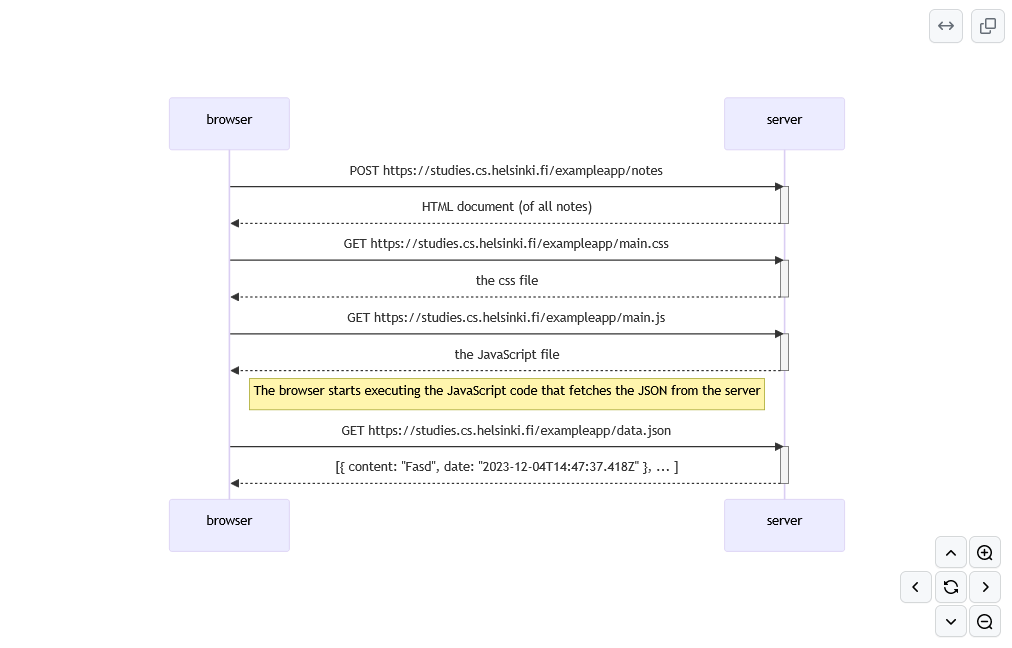 browser
server
POST https://studies.cs.helsinki.fi/exampleapp/notes
HTML document (of all notes)
GET https://studies.cs.helsinki.fi/exampleapp/main.css
the css file
GET https://studies.cs.helsinki.fi/exampleapp/main.js
the JavaScript file
The browser starts executing the JavaScript code that fetches the JSON from the server
GET https://studies.cs.helsinki.fi/exampleapp/data.json
[{ content: "Fasd", date: "2023-12-04T14:47:37.418Z" }, ... ]
browser
server